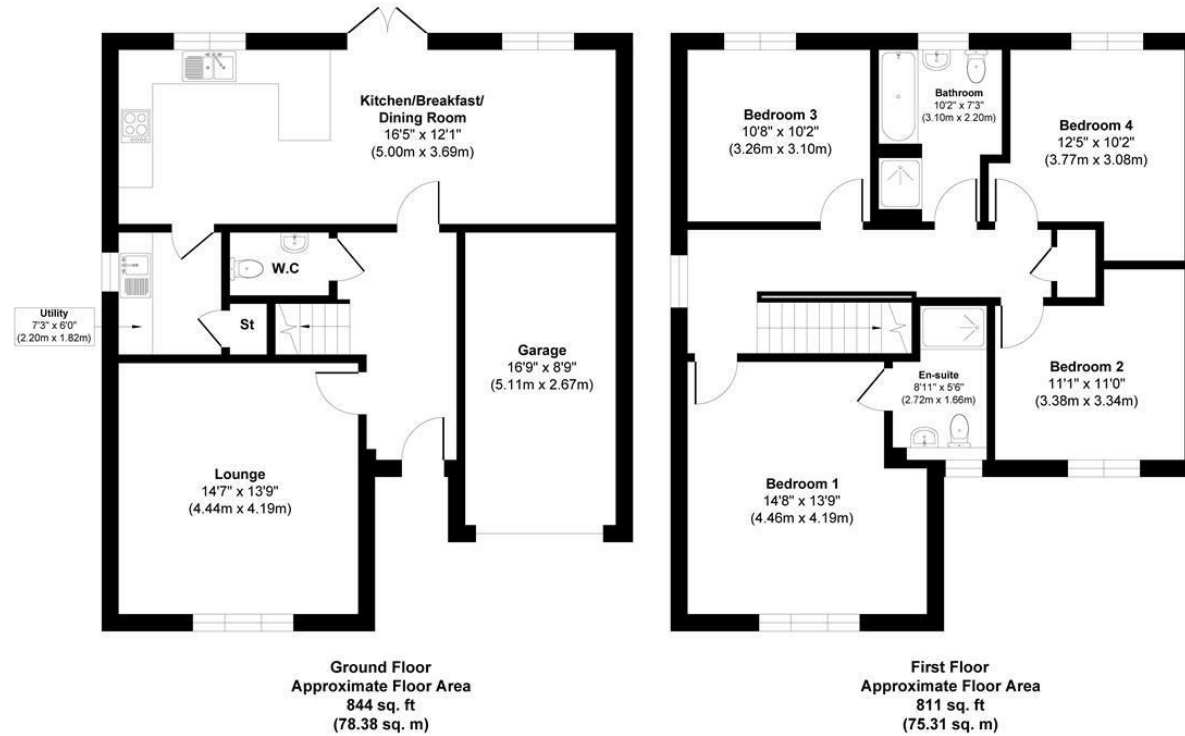 Kitchen/Breakfast/
Dining Room
16'5" x 12'1"
(5.00m x 3.69m)
W.C
Utility
7'3" x 6'0"
(2.20m x 1.82m)
St
Garage
16'9" x 8'9"
(5.11m x 2.67m)
Lounge
14'7" x 13'9"
(4.44m x 4.19m)
Ground Floor
Approximate Floor Area
844 sq. ft
(78.38 sq. m)
Bedroom 3
10'8" x 10'2"
(3.26m x 3.10m)
Bathroom
10'2" x 7'3"
(3.10m x 2.20m)
Bedroom 4
12'5" x 10'2"
(3.77m x 3.08m)
En-suite
8'11" x 5'6"
(2.72m x 1.66m)
Bedroom 2
11'1" x 11'0"
(3.38m x 3.34m)
Bedroom 1
14'8" x 13'9"
(4.46m x 4.19m)
First Floor
Approximate Floor Area
811 sq. ft
(75.31 sq. m)